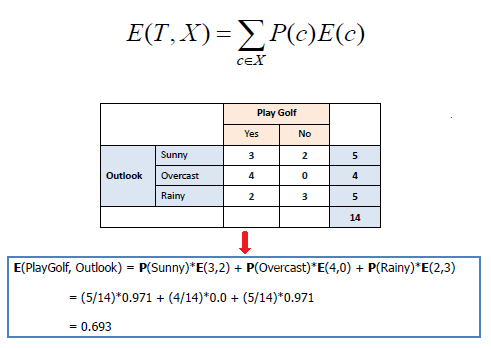 E(T, X) = ∑ P(c)E(c)
c∈X
Play Golf
Yes No
Sunny 3 2 5
Outlook Overcast 4 0 4
Rainy 2 3 5
14
E(PlayGolf, Outlook) = P(Sunny)*E(3,2) + P(Overcast)*E(4,0) + P(Rainy)*E(2,3)
= (5/14)*0.971 + (4/14)*0.0 + (5/14)*0.971
= 0.693